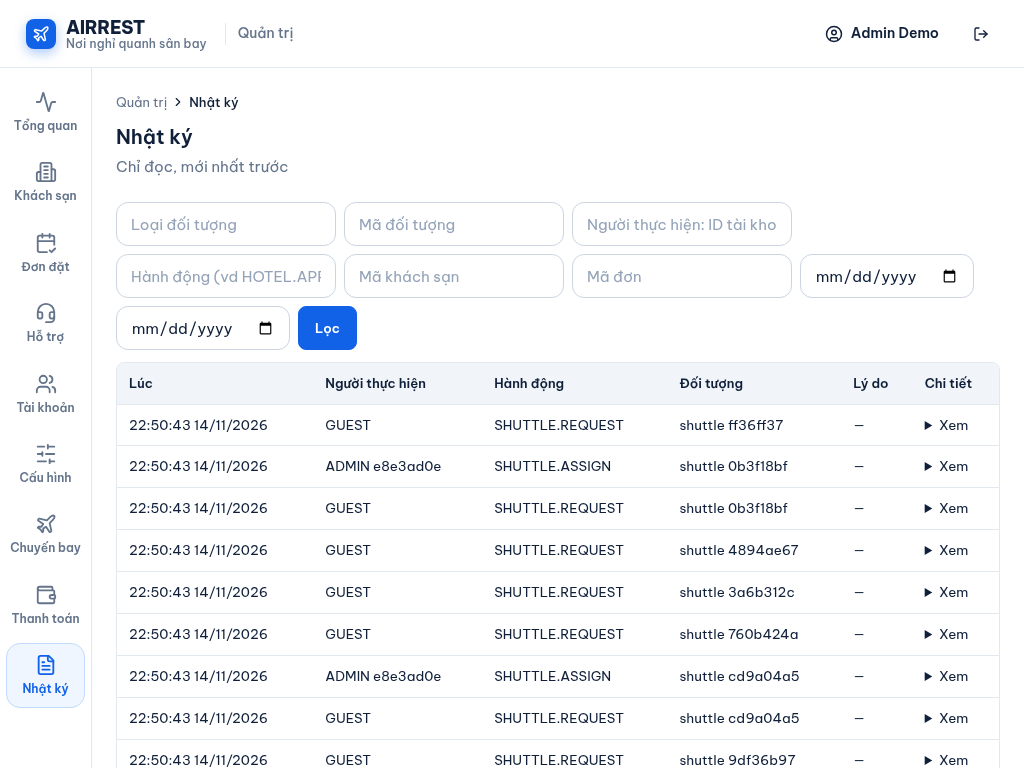 AIRREST
Nơi nghỉ quanh sân bay
Quản trị
Admin Demo
Tổng quan
Khách sạn
Đơn đặt
Hỗ trợ
Tài khoản
Cấu hình
Chuyến bay
Thanh toán
Nhật ký
Quản trị > Nhật ký
Nhật ký
Chỉ đọc, mới nhất trước
Loại đối tượng Mã đối tượng Người thực hiện: ID tài kho
Hành động (vd HOTEL.APP Mã khách sạn Mã đơn mm/dd/yyyy
mm/dd/yyyy Lọc
Lúc Người thực hiện Hành động Đối tượng Lý do Chi tiết
22:50:43 14/11/2026 GUEST SHUTTLE.REQUEST shuttle ff36ff37 — Xem
22:50:43 14/11/2026 ADMIN e8e3ad0e SHUTTLE.ASSIGN shuttle 0b3f18bf — Xem
22:50:43 14/11/2026 GUEST SHUTTLE.REQUEST shuttle 0b3f18bf — Xem
22:50:43 14/11/2026 GUEST SHUTTLE.REQUEST shuttle 4894ae67 — Xem
22:50:43 14/11/2026 GUEST SHUTTLE.REQUEST shuttle 3a6b312c — Xem
22:50:43 14/11/2026 GUEST SHUTTLE.REQUEST shuttle 760b424a — Xem
22:50:43 14/11/2026 ADMIN e8e3ad0e SHUTTLE.ASSIGN shuttle cd9a04a5 — Xem
22:50:43 14/11/2026 GUEST SHUTTLE.REQUEST shuttle cd9a04a5 — Xem
22:50:43 14/11/2026 GUEST SHUTTLE.REQUEST shuttle 9df36b97 — Xem